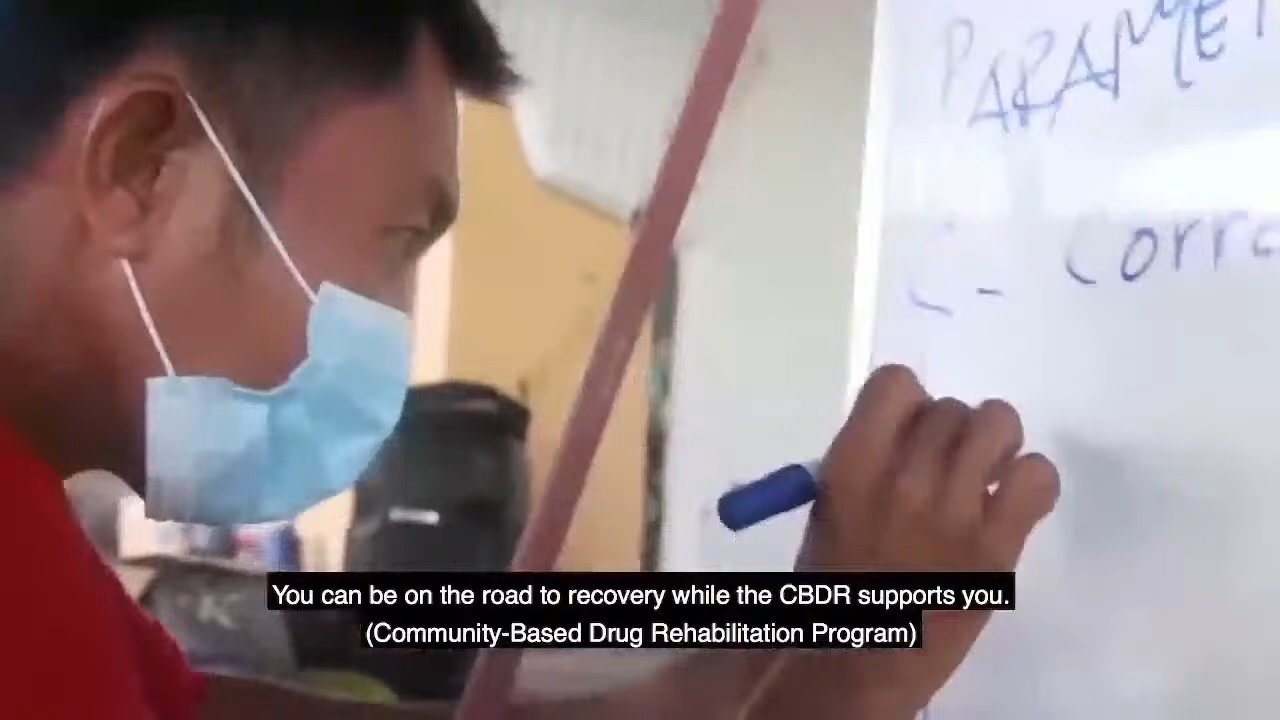 PARAMET
C - Corro
You can be on the road to recovery while the CBDR supports you.
(Community-Based Drug Rehabilitation Program)